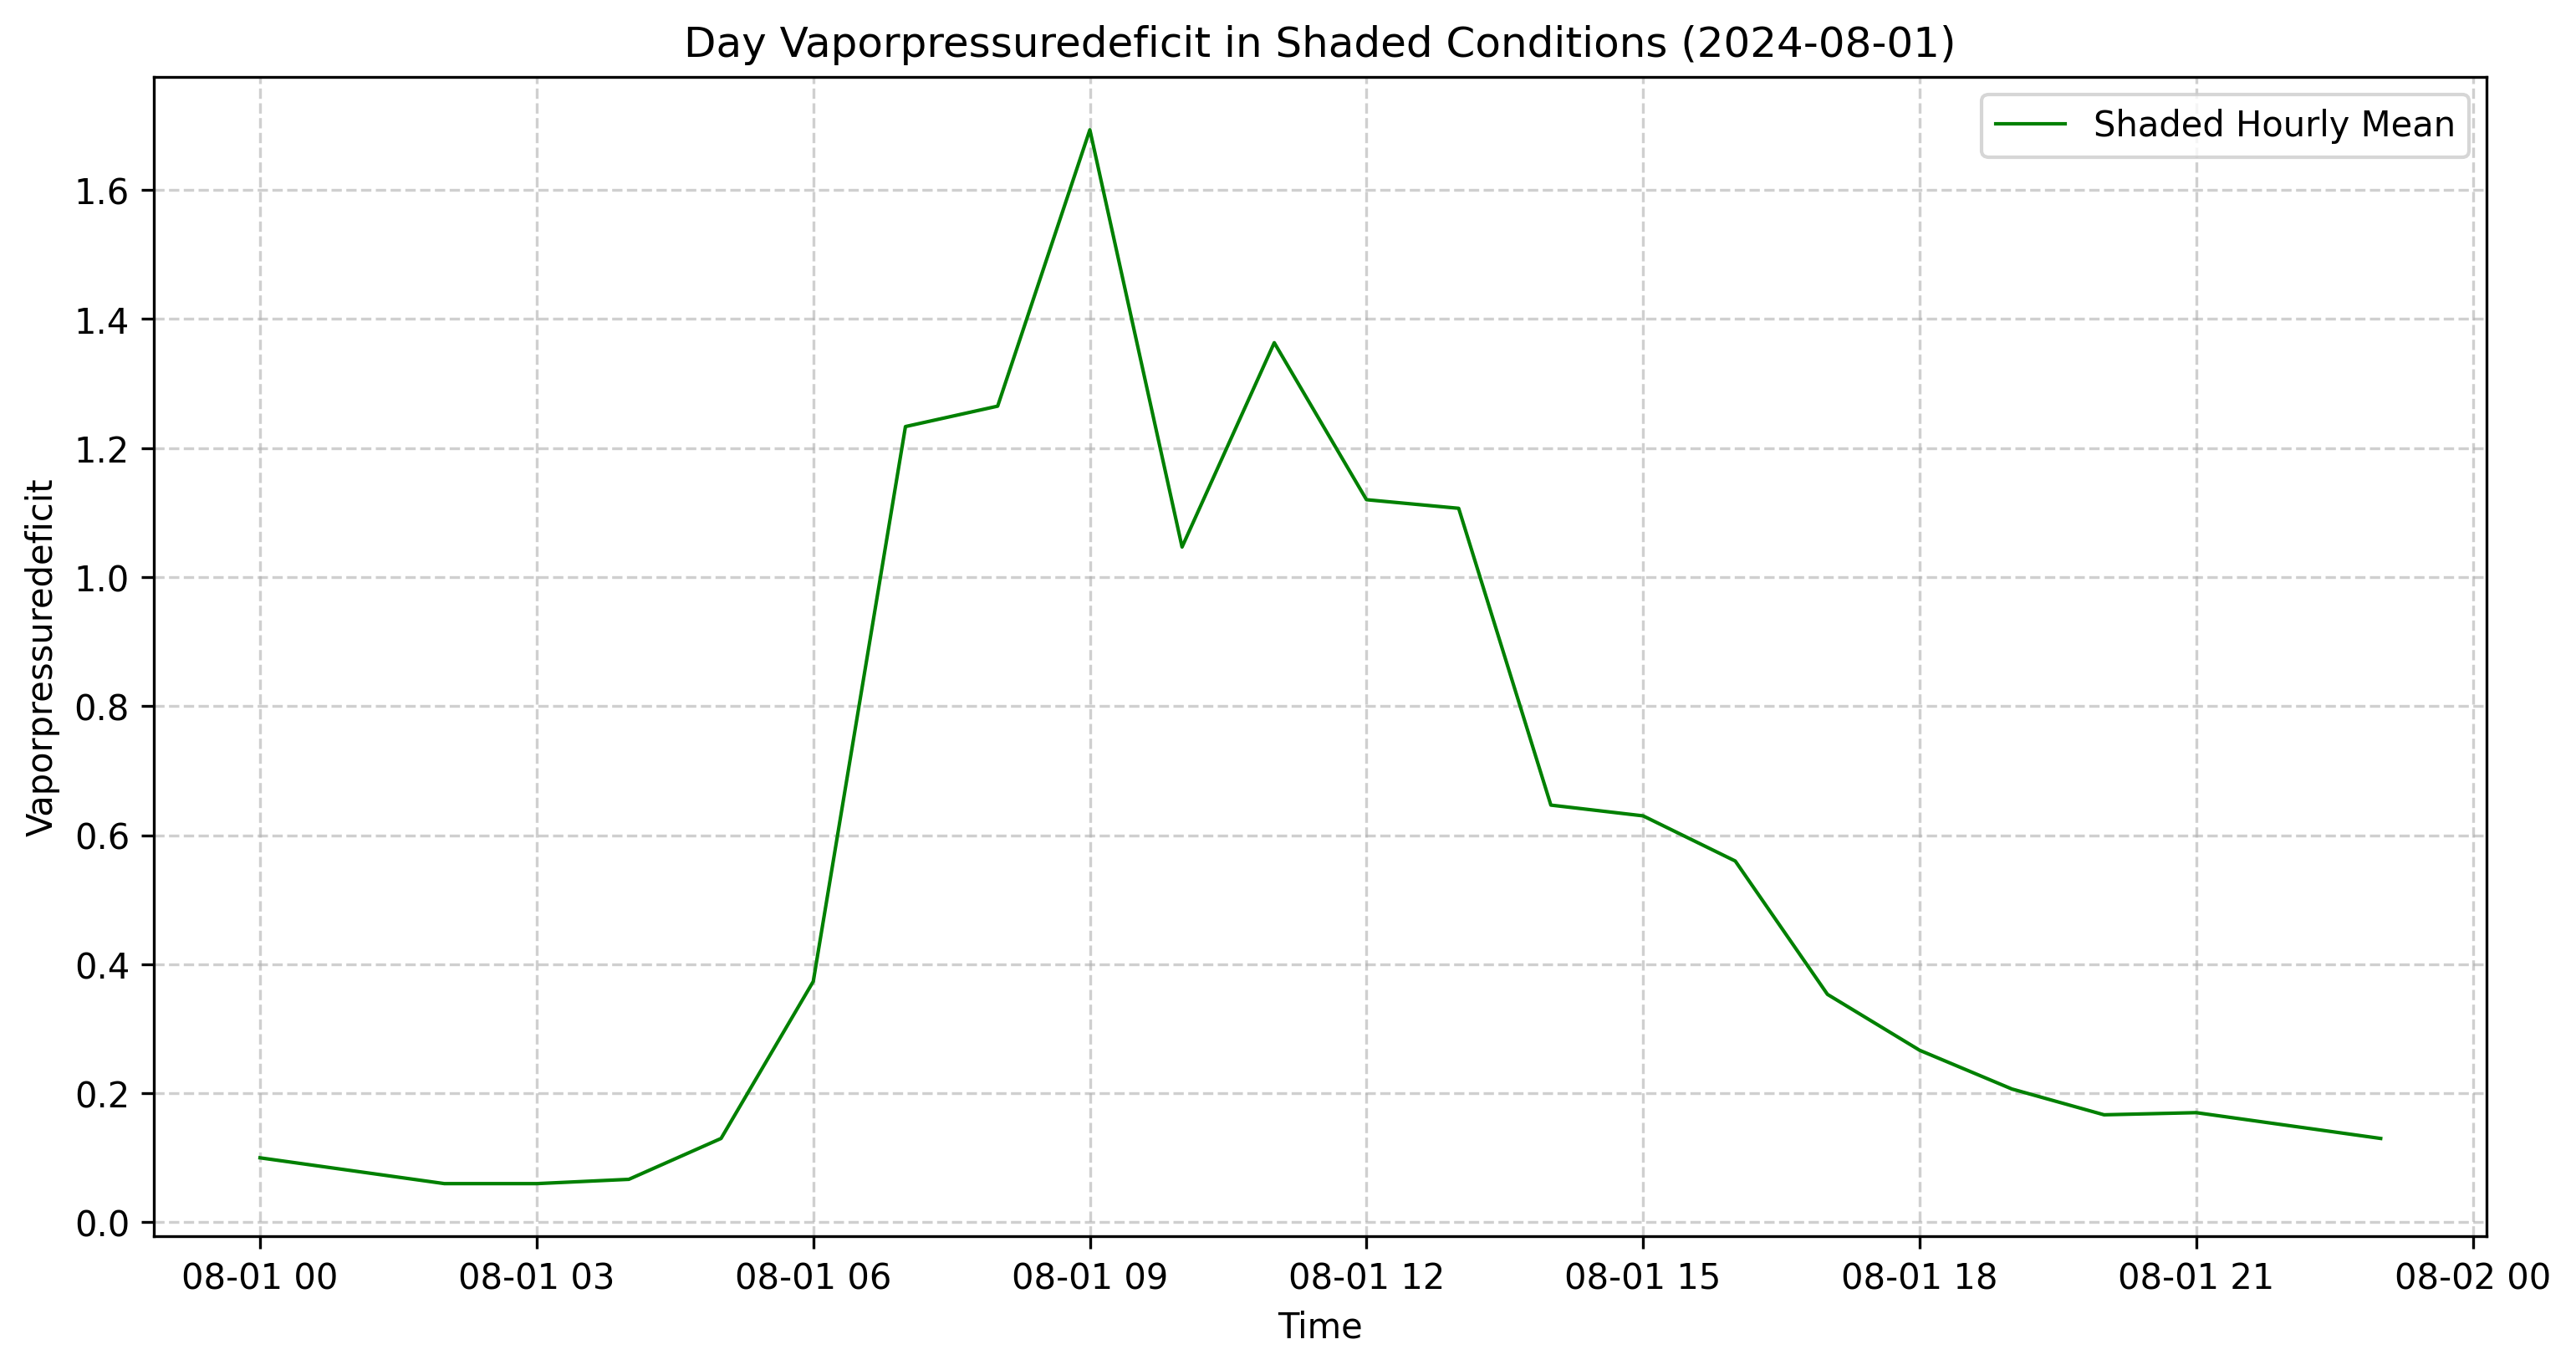 Day Vaporpressuredeficit in Shaded Conditions (2024-08-01)
Shaded Hourly Mean
Vaporpressuredeficit
1.6
1.4
1.2
1.0
0.8
0.6
0.4
0.2
0.0
08-01 00 08-01 03 08-01 06 08-01 09 08-01 12 08-01 15 08-01 18 08-01 21 08-02 00
Time